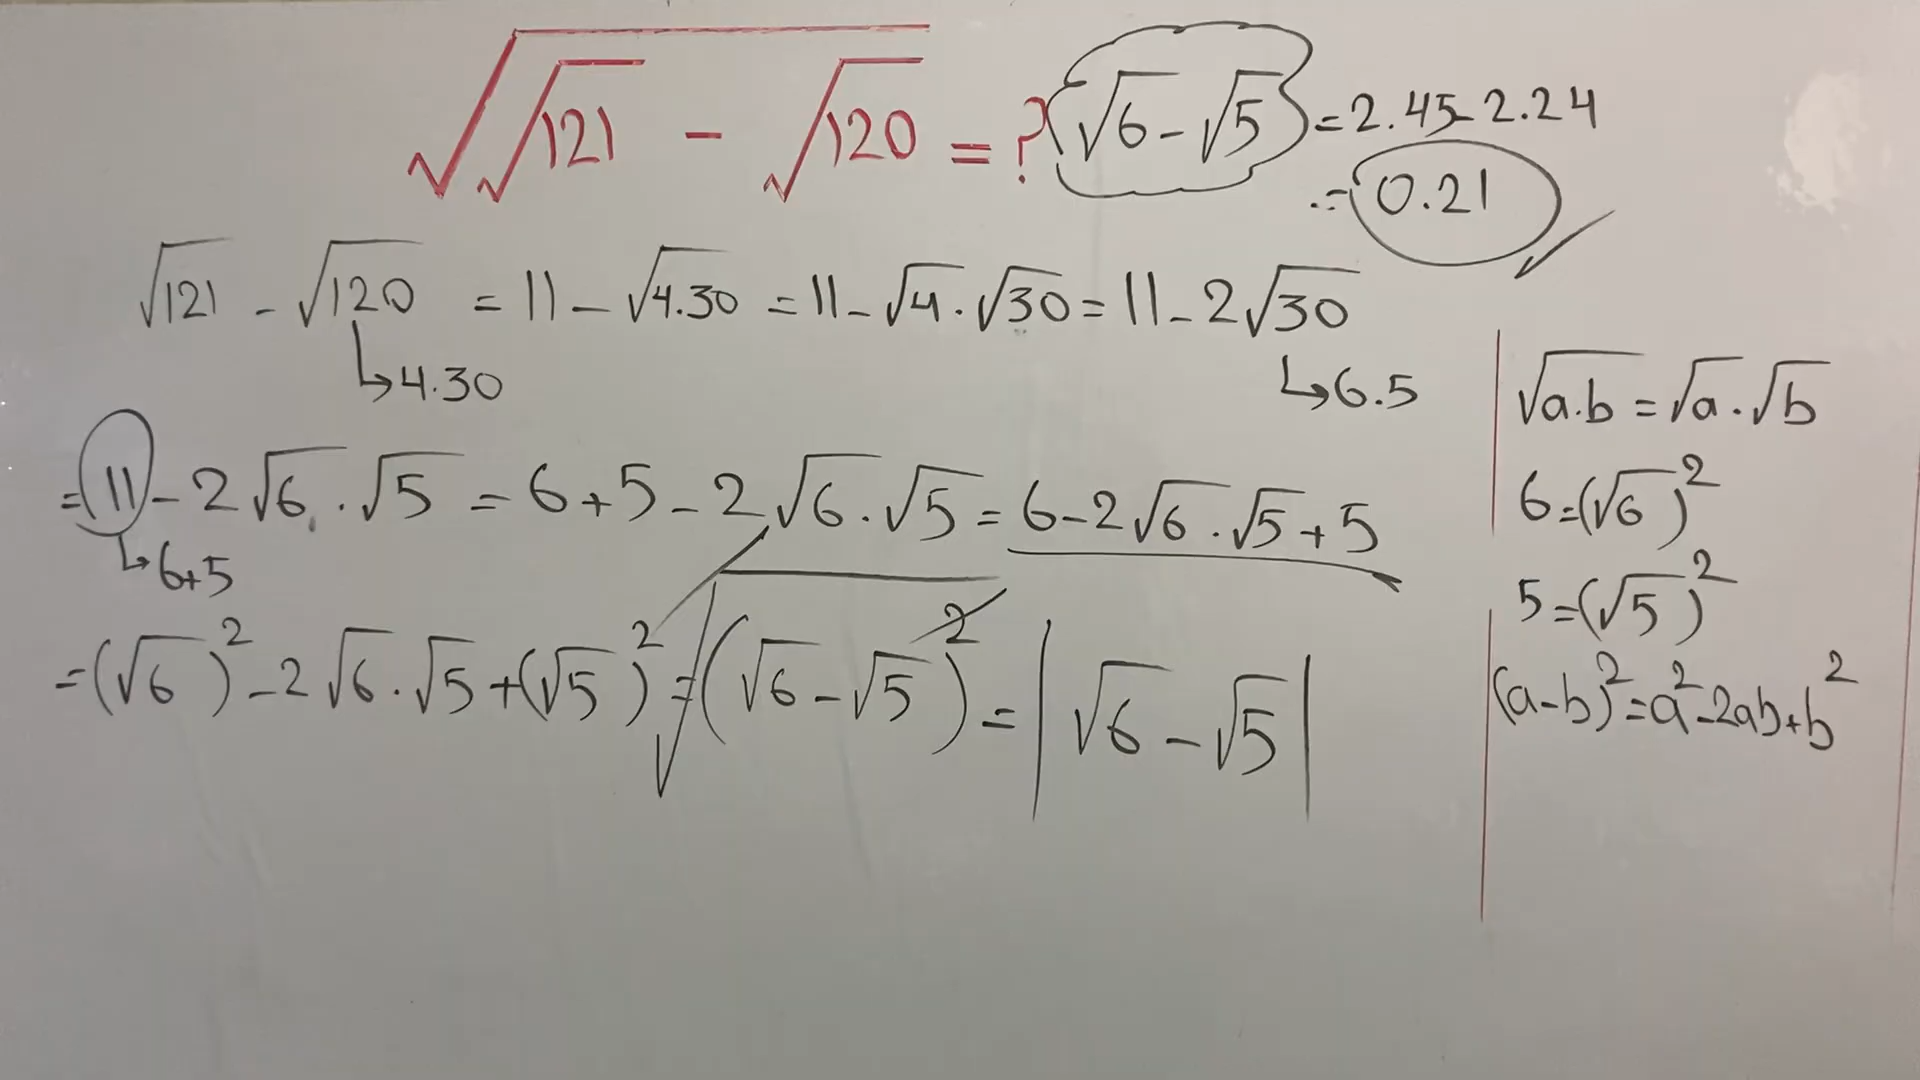 √(√121 - √120) = ? √6 - √5 = 2.45 - 2.24
= 0.21
√121 - √120 = 11 - √4.30 = 11 - √4 . √30 = 11 - 2√30
↳ 4.30
↳ 6.5
= 11 - 2√6 . √5 = 6+5 - 2√6 . √5 = 6 - 2√6 . √5 + 5
↳ 6+5
= (√6)² - 2√6 . √5 + (√5)² = √(√6 - √5)² = |√6 - √5|
√a.b = √a . √b
6 = (√6)²
5 = (√5)²
(a-b)² = a² - 2ab + b²